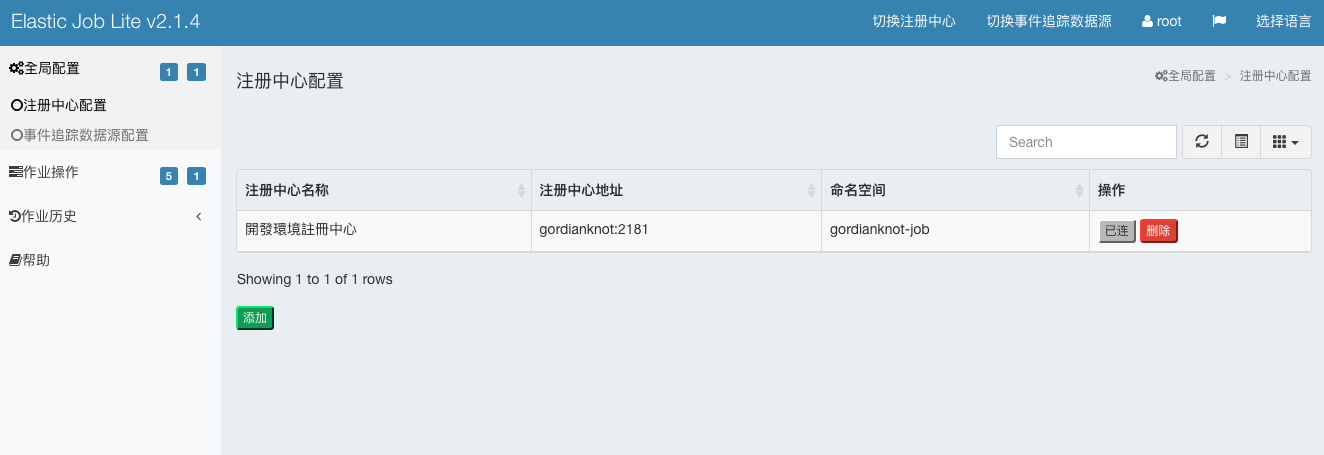 Elastic Job Lite v2.1.4
切换注册中心 切换事件追踪数据源 root 选择语言
全局配置 1 1
注册中心配置
事件追踪数据源配置
作业操作 5 1
作业历史
帮助
注册中心配置
全局配置 > 注册中心配置
Search
注册中心名称 注册中心地址 命名空间 操作
開發環境註冊中心 gordianknot:2181 gordianknot-job 已连 删除
Showing 1 to 1 of 1 rows
添加